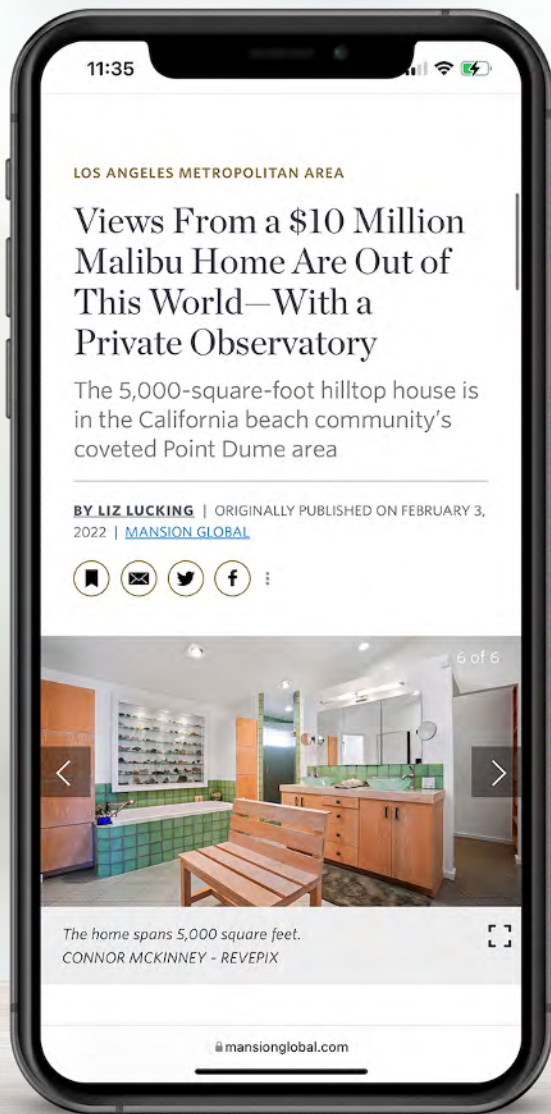 11:35
LOS ANGELES METROPOLITAN AREA
Views From a $10 Million
Malibu Home Are Out of
This World—With a
Private Observatory
The 5,000-square-foot hilltop house is
in the California beach community's
coveted Point Dume area
BY LIZ LUCKING | ORIGINALLY PUBLISHED ON FEBRUARY 3,
2022 | MANSION GLOBAL
6 of 6
The home spans 5,000 square feet.
CONNOR MCKINNEY - REVEPIX
mansionglobal.com